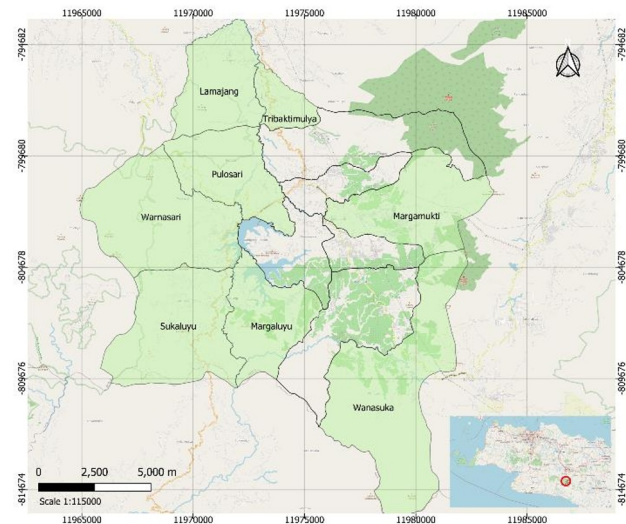 11965000 11970000 11975000 11980000 11985000
-794682
-794682
Lamajang
Tribaktimulya
-799680
-799680
Pulosari
Warnasari
Margamukti
-804678
-804678
Sukaluyu
Margaluyu
-809676
-809676
Wanasuka
0 2,500 5,000 m
Scale 1:115000
-814674
-814674
11965000 11970000 11975000 11980000 11985000